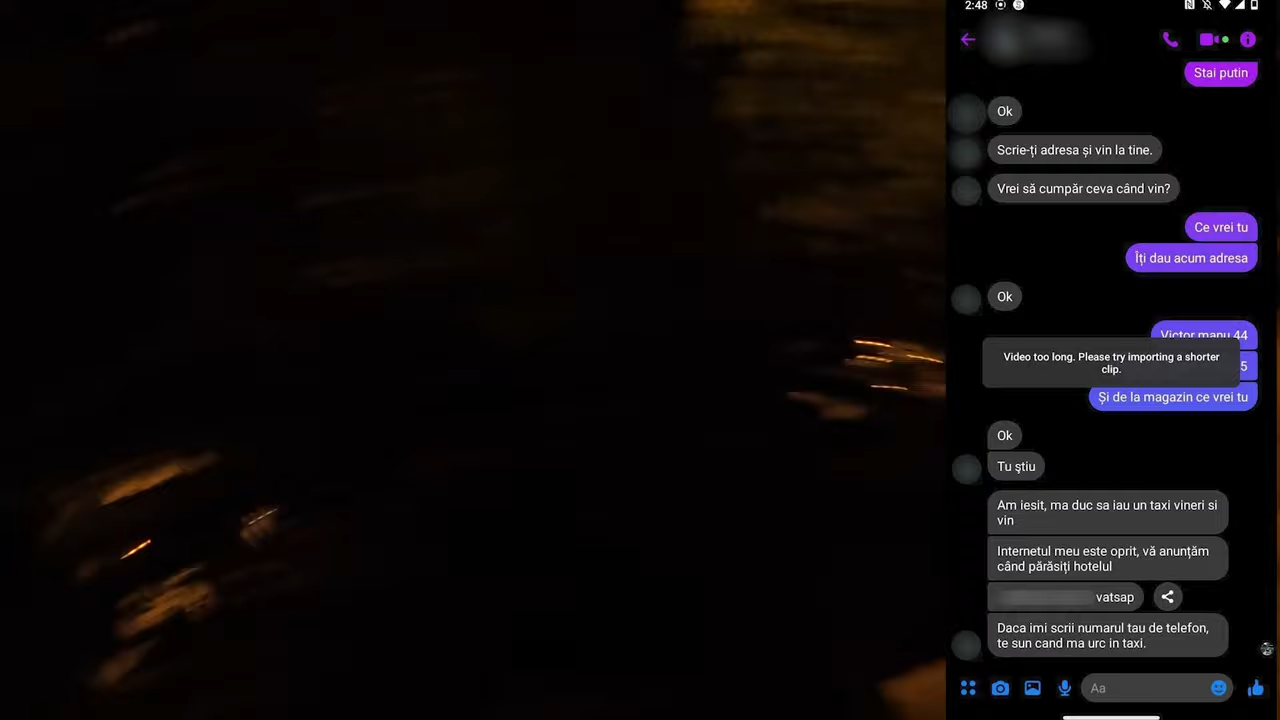 2:48
Stai putin
Ok
Scrie-ți adresa și vin la tine.
Vrei să cumpăr ceva când vin?
Ce vrei tu
Îți dau acum adresa
Ok
Victor manu 44
Video too long. Please try importing a shorter
clip.
5
Și de la magazin ce vrei tu
Ok
Tu ştiu
Am iesit, ma duc sa iau un taxi vineri si
vin
Internetul meu este oprit, vă anunțăm
când părăsiți hotelul
vatsap
Daca imi scrii numarul tau de telefon,
te sun cand ma urc in taxi.
Aa